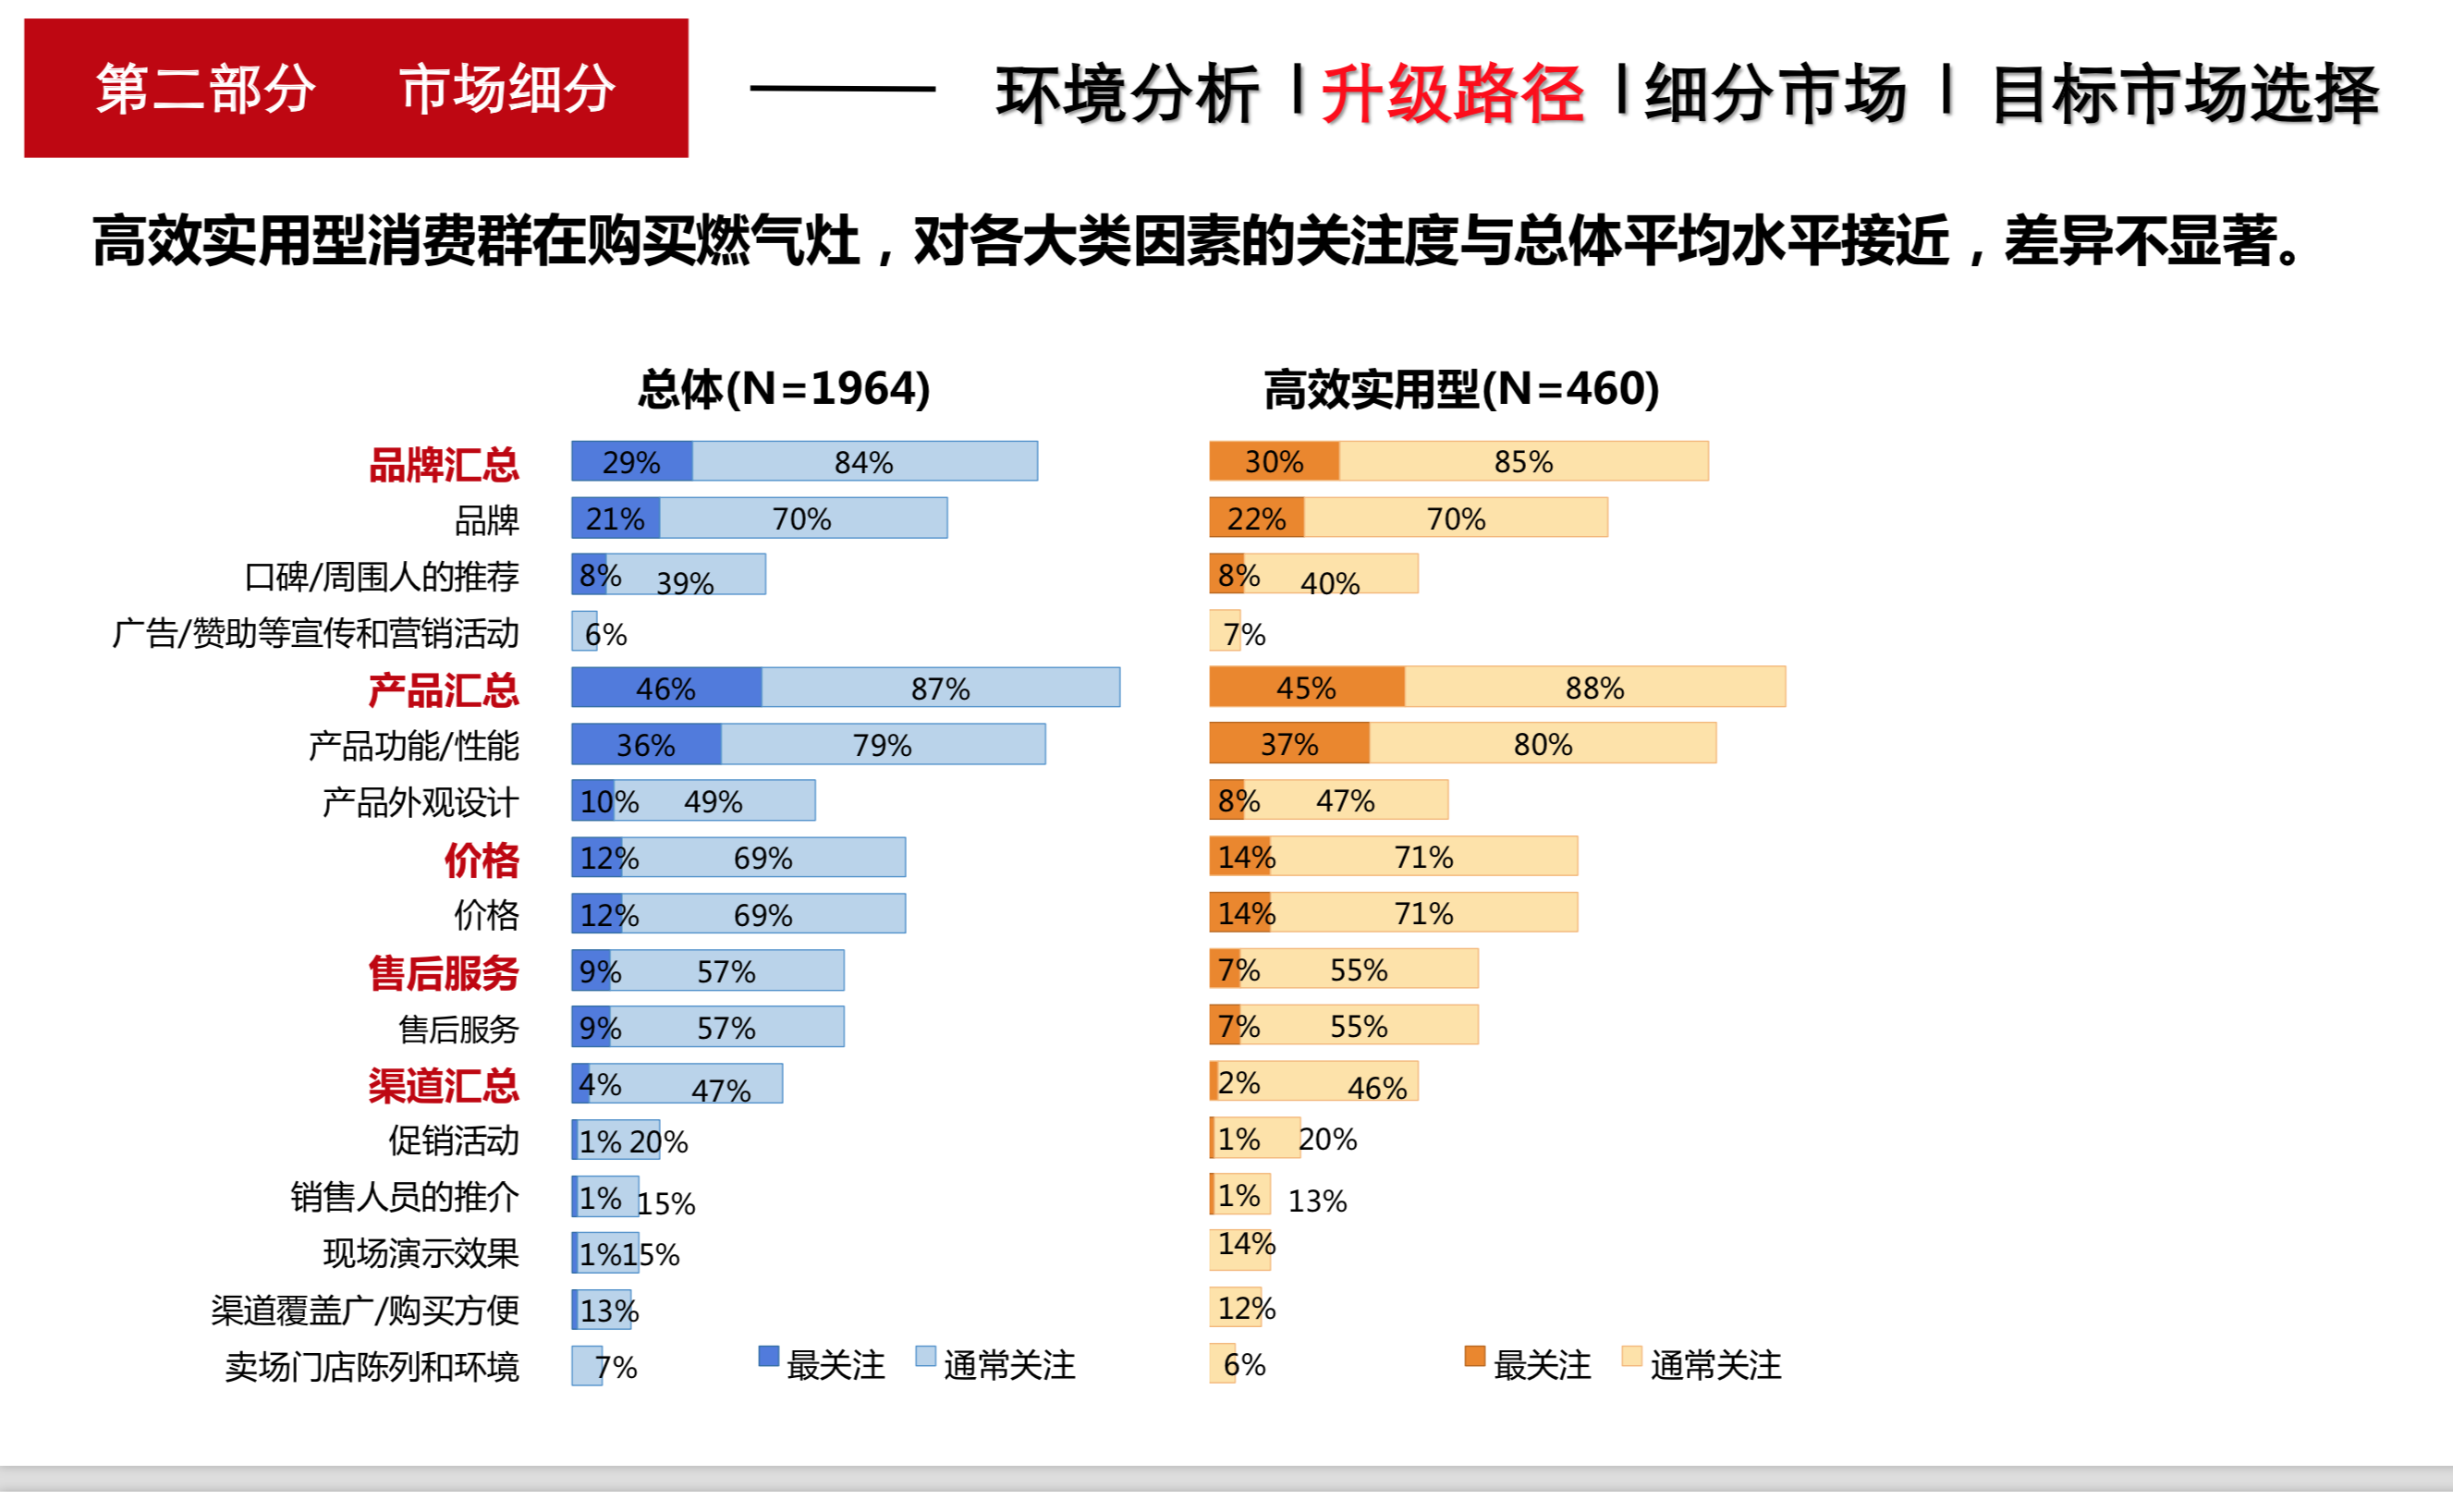 第二部分 市场细分
环境分析 | 升级路径 | 细分市场 | 目标市场选择
高效实用型消费群在购买燃气灶，对各大类因素的关注度与总体平均水平接近，差异不显著。
总体(N=1964) 高效实用型(N=460)
品牌汇总 29% 84% 30% 85%
品牌 21% 70% 22% 70%
口碑/周围人的推荐 8% 39% 8% 40%
广告/赞助等宣传和营销活动 6% 7%
产品汇总 46% 87% 45% 88%
产品功能/性能 36% 79% 37% 80%
产品外观设计 10% 49% 8% 47%
价格 12% 69% 14% 71%
价格 12% 69% 14% 71%
售后服务 9% 57% 7% 55%
售后服务 9% 57% 7% 55%
渠道汇总 4% 47% 2% 46%
促销活动 1% 20% 1% 20%
销售人员的推介 1% 15% 1% 13%
现场演示效果 1% 15% 14%
渠道覆盖广/购买方便 13% 12%
卖场门店陈列和环境 7% 6%
最关注 通常关注 最关注 通常关注